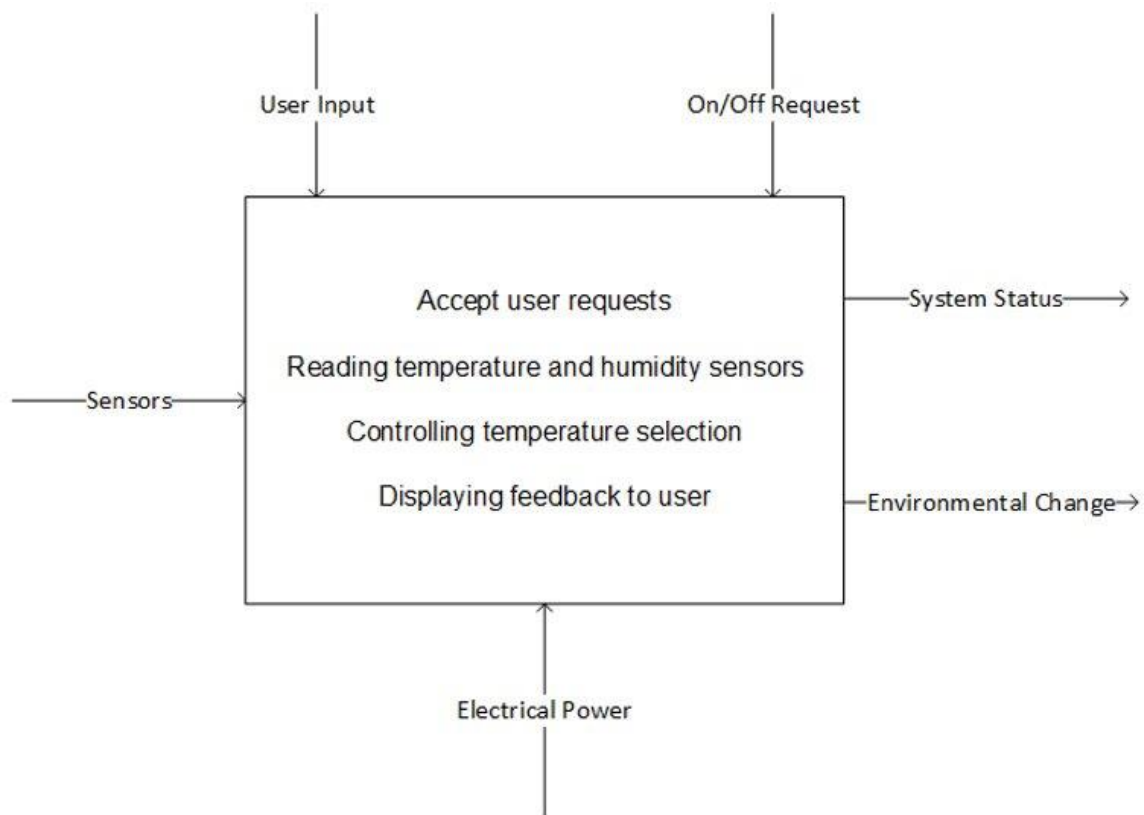 User Input
On/Off Request
Accept user requests
System Status
Reading temperature and humidity sensors
Sensors
Controlling temperature selection
Displaying feedback to user
Environmental Change
Electrical Power